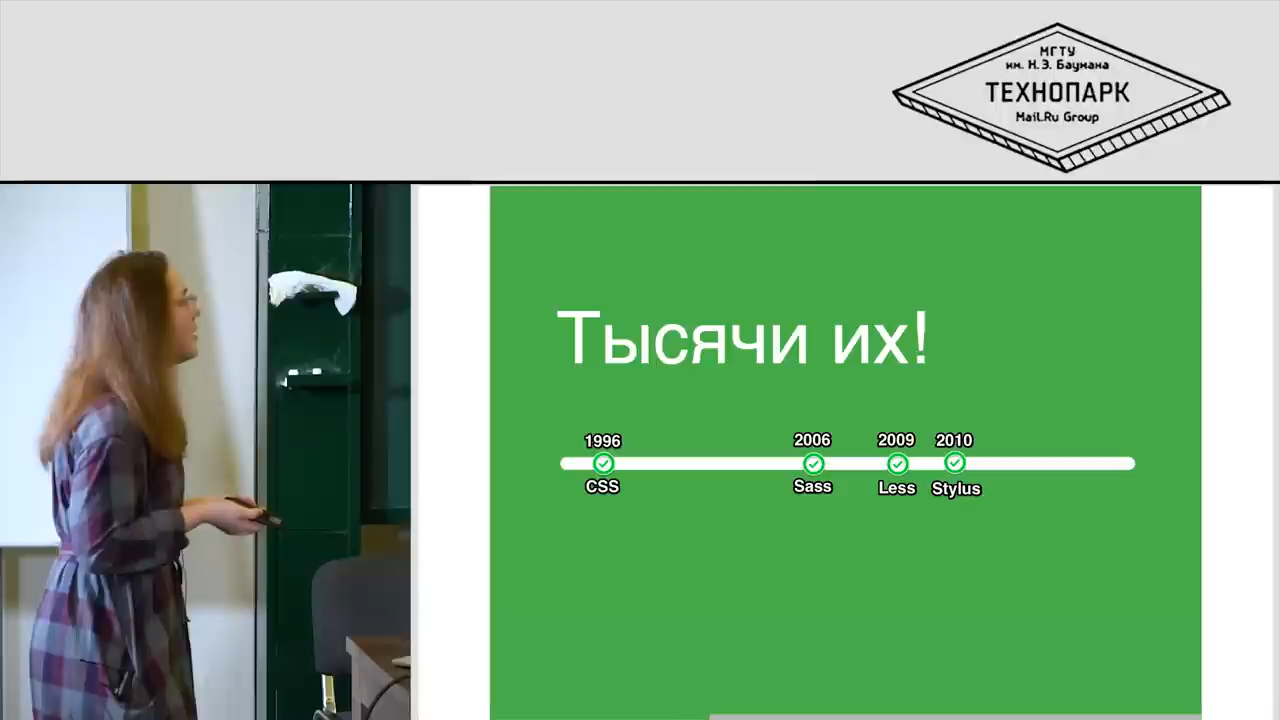 МГТУ
им. Н.Э. Баумана
ТЕХНОПАРК
Mail.Ru Group
Тысячи их!
1996 2006 2009 2010
CSS Sass Less Stylus